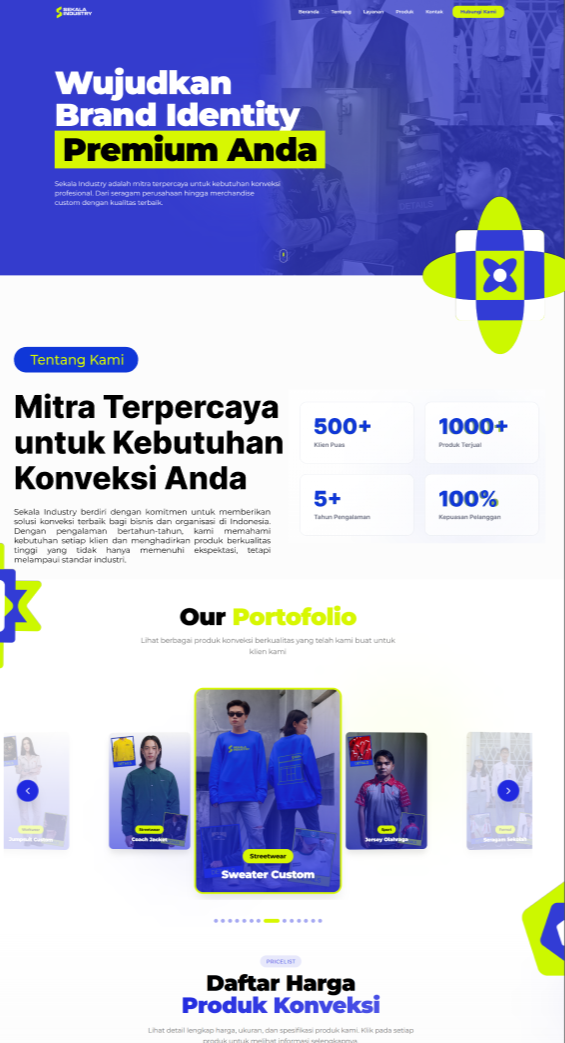 SEKALA
INDUSTRY
Beranda Tentang Layanan Produk Kontak Hubungi Kami
Wujudkan
Brand Identity
Premium Anda
Sekala Industry adalah mitra terpercaya untuk kebutuhan konveksi
profesional. Dari seragam perusahaan hingga merchandise
custom dengan kualitas terbaik.
Tentang Kami
Mitra Terpercaya
untuk Kebutuhan
Konveksi Anda
Sekala Industry berdiri dengan komitmen untuk memberikan
solusi konveksi terbaik bagi bisnis dan organisasi di Indonesia.
Dengan pengalaman bertahun-tahun, kami memahami
kebutuhan setiap klien dan menghadirkan produk berkualitas
tinggi yang tidak hanya memenuhi ekspektasi, tetapi
melampaui standar industri.
500+
Klien Puas
1000+
Produk Terjual
5+
Tahun Pengalaman
100%
Kepuasan Pelanggan
Our Portofolio
Lihat berbagai produk konveksi berkualitas yang telah kami buat untuk
klien kami
Streetwear
Coach Jacket
Streetwear
Sweater Custom
Sport
Jersey Olahraga
PRICELIST
Daftar Harga
Produk Konveksi
Lihat detail lengkap harga, ukuran, dan spesifikasi produk kami. Klik pada setiap
produk untuk melihat informasi selengkapnya.